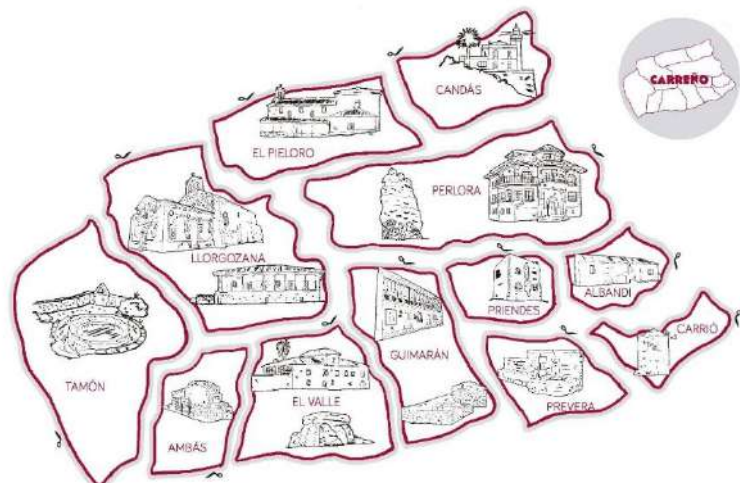 CANDÁS
CARREÑO
EL PIELORO
PERLORA
LLORGOZANA
ALBANDI
PRIENDES
CARRIÓ
GUIMARÁN
TAMÓN
EL VALLE
PREVERA
AMBÁS